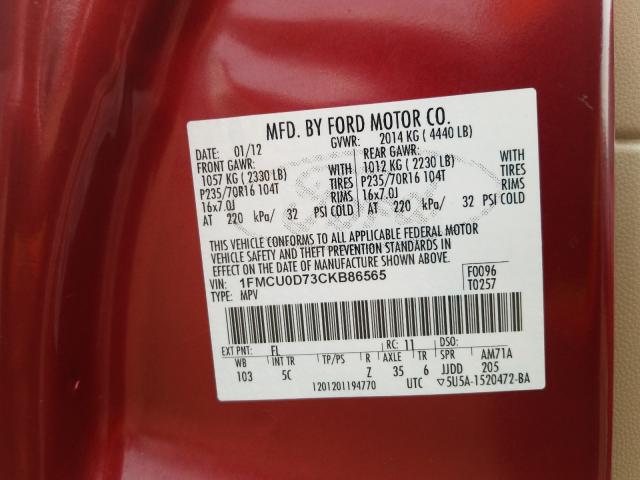 MFD. BY FORD MOTOR CO.
DATE: 01/12 GVWR: 2014 KG ( 4440 LB)
FRONT GAWR: REAR GAWR:
1057 KG ( 2330 LB) WITH 1012 KG ( 2230 LB) WITH
P235/70R16 104T TIRES P235/70R16 104T TIRES
16x7.0J RIMS 16x7.0J RIMS
AT 220 kPa/ 32 PSI COLD AT 220 kPa/ 32 PSI COLD
THIS VEHICLE CONFORMS TO ALL APPLICABLE FEDERAL MOTOR
VEHICLE SAFETY AND THEFT PREVENTION STANDARDS IN
EFFECT ON THE DATE OF MANUFACTURE SHOWN ABOVE.
VIN: 1FMCU0D73CKB86565 F0096
TYPE: MPV T0257
EXT PNT: FL RC: 11 DSO:
WB INT TR TP/PS R AXLE TR SPR AM71A
103 5C Z 35 6 JJDD 205
1201201194770 UTC ▽5U5A-1520472-BA